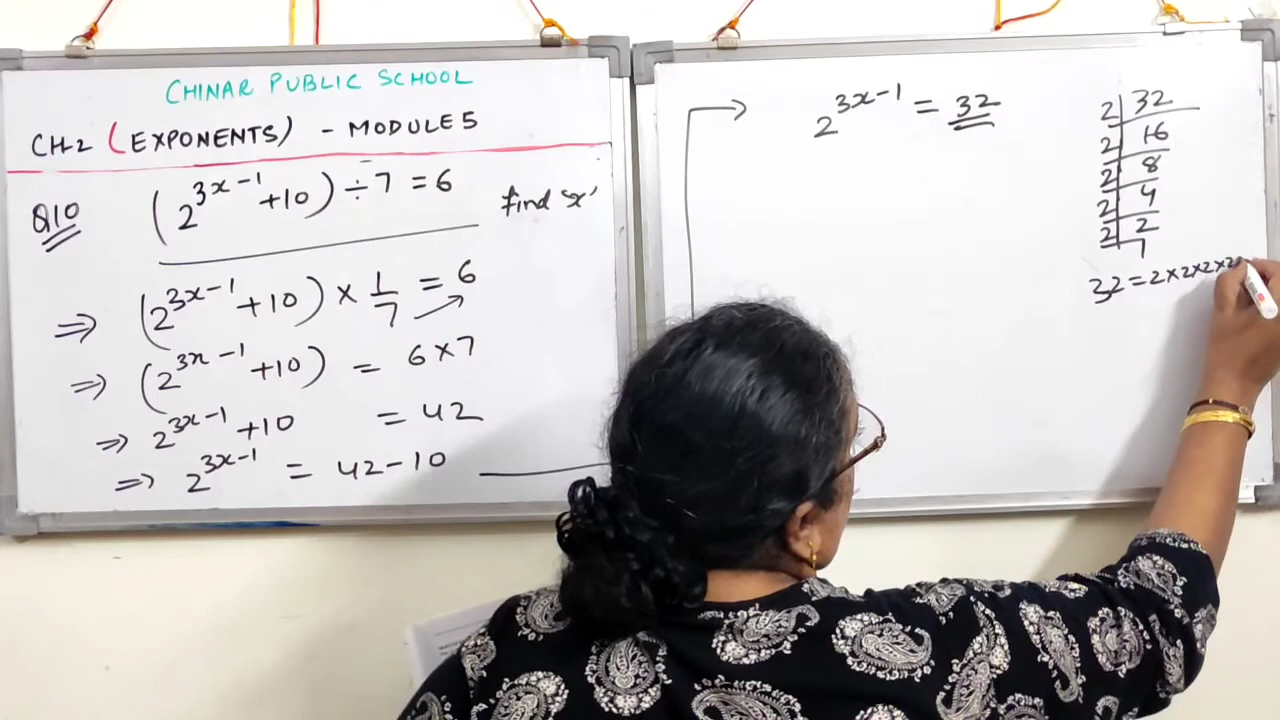 CHINAR PUBLIC SCHOOL
CH-2 (EXPONENTS) - MODULE 5
Q10 (2^{3x-1}+10) ÷ 7 = 6 find 'x'
⇒ (2^{3x-1}+10) × 1/7 = 6
⇒ (2^{3x-1}+10) = 6×7
⇒ 2^{3x-1}+10 = 42
⇒ 2^{3x-1} = 42-10
2^{3x-1} = 32
2 | 32
2 | 16
2 | 8
2 | 4
2 | 2
1
32 = 2×2×2×2